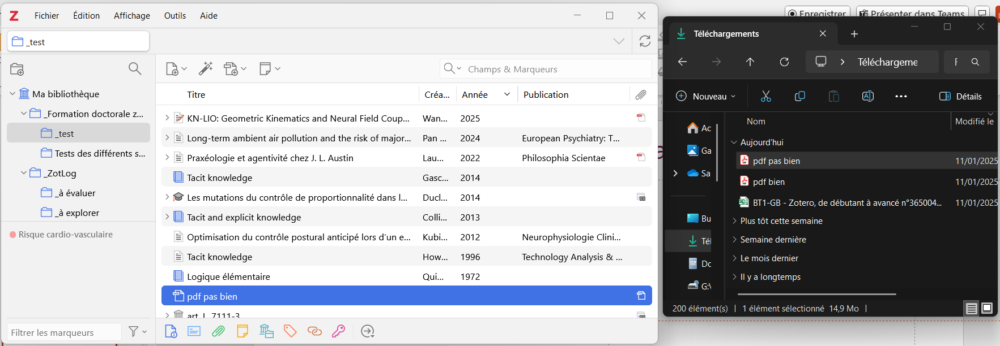 Fichier Édition Affichage Outils Aide
_test
Champs & Marqueurs
Ma bibliothèque
_Formation doctorale z...
_test
Tests des différents s...
_ZotLog
_à évaluer
_à explorer
Risque cardio-vasculaire
Filtrer les marqueurs
Titre Créa... Année Publication
KN-LIO: Geometric Kinematics and Neural Field Coup... Wan... 2025
Long-term ambient air pollution and the risk of major... Pan ... 2024 European Psychiatry: T...
Praxéologie et agentivité chez J. L. Austin Lau... 2022 Philosophia Scientae
Tacit knowledge Gasc... 2014
Les mutations du contrôle de proportionnalité dans l... Ducl... 2014
Tacit and explicit knowledge Colli... 2013
Optimisation du contrôle postural anticipé lors d'un e... Kubi... 2012 Neurophysiologie Clini...
Tacit knowledge How... 1996 Technology Analysis & ...
Logique élémentaire Qui... 1972
pdf pas bien
art_L_7111-3
Enregistrer Présenter dans Teams
Téléchargements
Téléchargeme
Nouveau Détails
Nom Modifié le
Ac
Ga
Sa
Bu
Tél
Do
G:\
Aujourd'hui
pdf pas bien 11/01/2025
pdf bien 11/01/2025
BT1-GB - Zotero, de débutant à avancé n°365004... 11/01/2025
Plus tôt cette semaine
Semaine dernière
Le mois dernier
Il y a longtemps
200 élément(s) 1 élément sélectionné 14,9 Mo